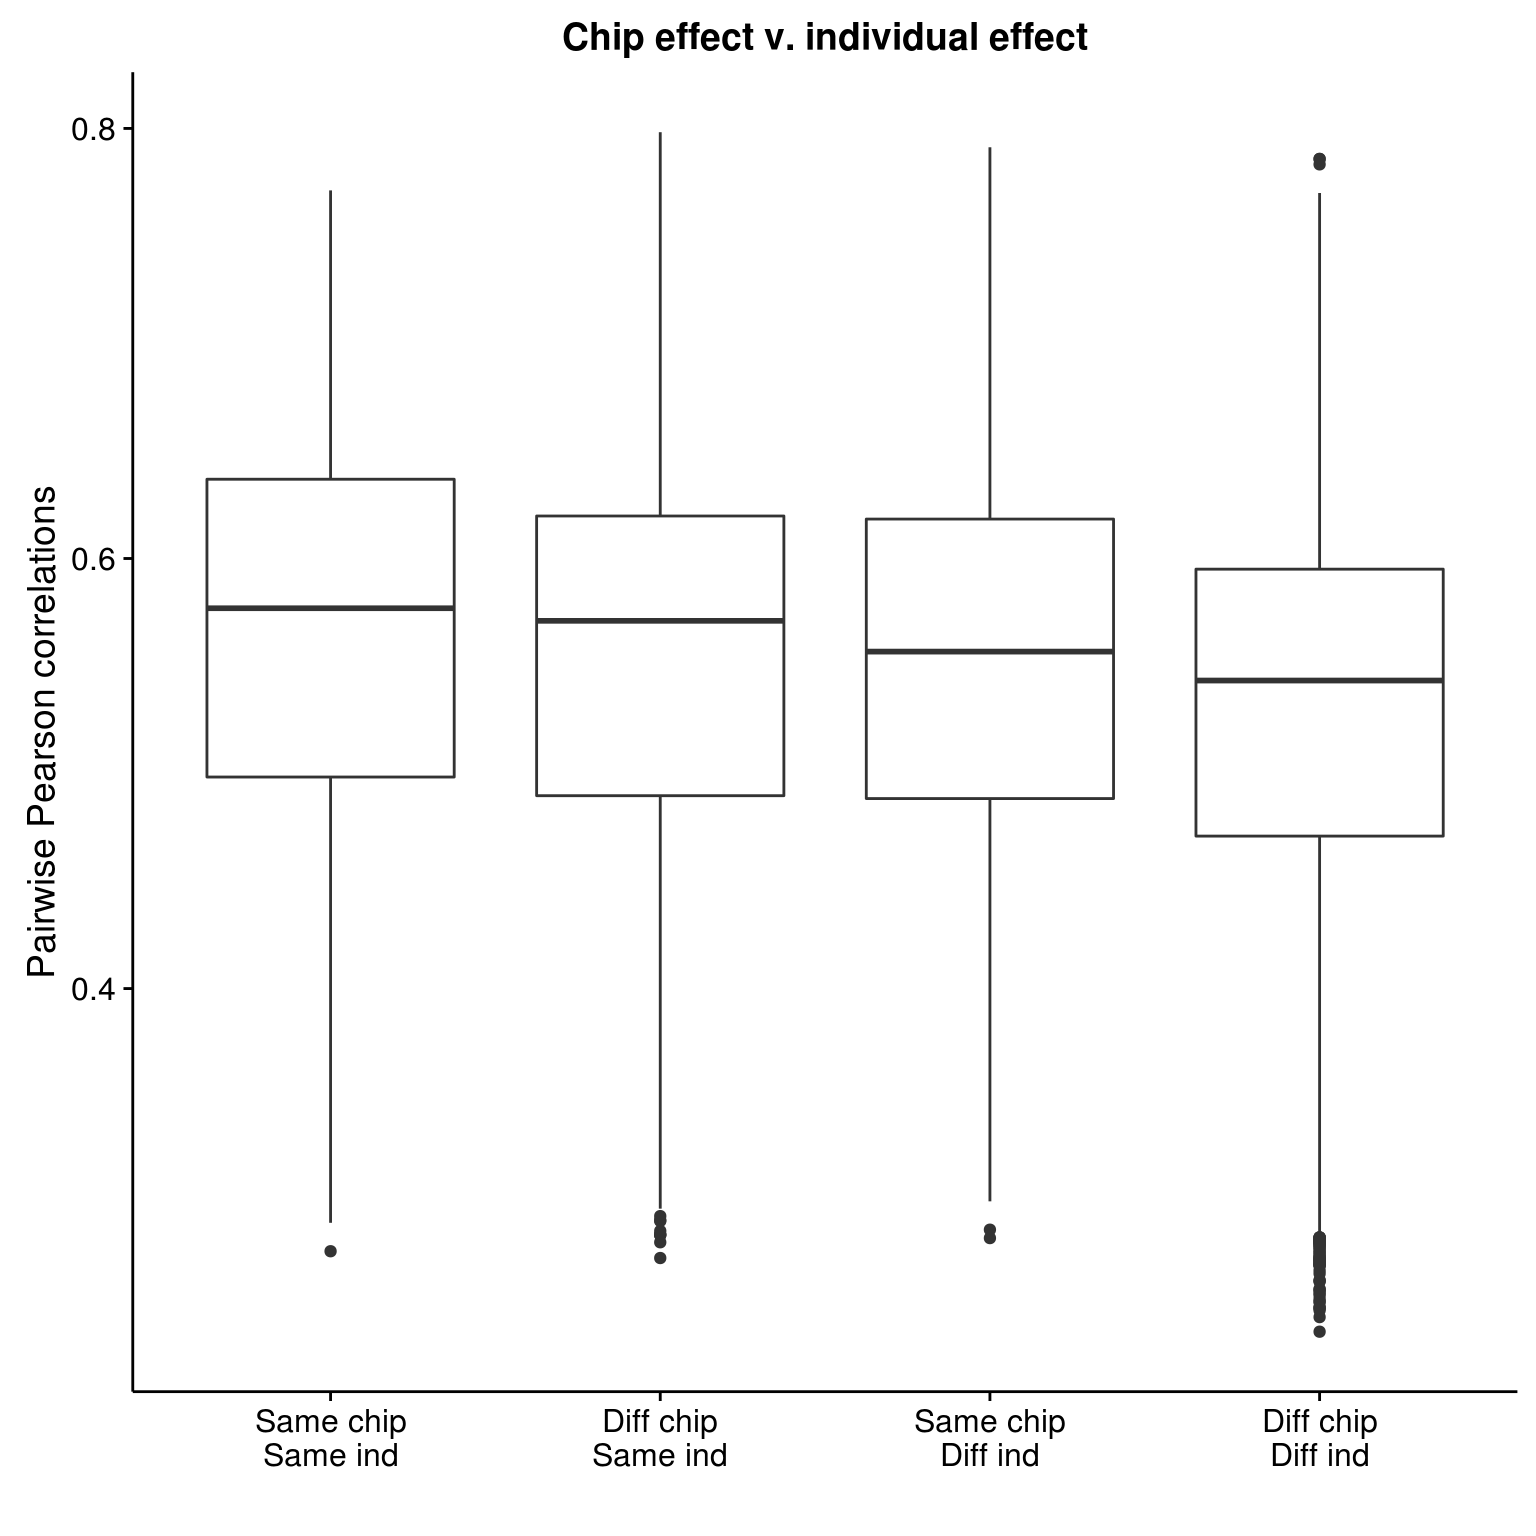 Chip effect v. individual effect
Pairwise Pearson correlations
0.8
0.6
0.4
Same chip
Same ind
Diff chip
Same ind
Same chip
Diff ind
Diff chip
Diff ind